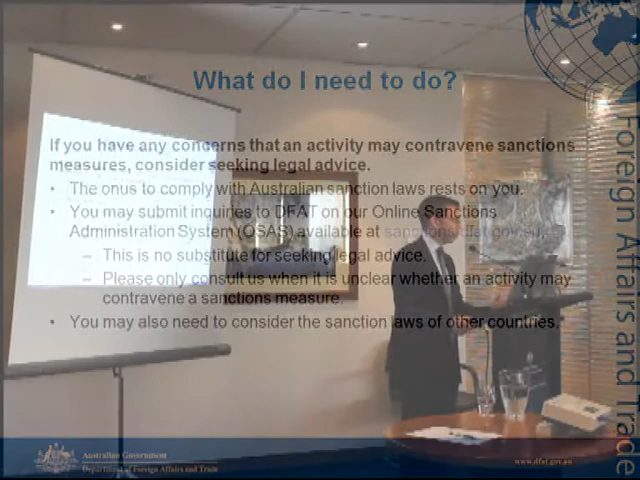 What do I need to do?
If you have any concerns that an activity may contravene sanctions
measures, consider seeking legal advice.
• The onus to comply with Australian sanction laws rests on you.
• You may submit inquiries to DFAT on our Online Sanctions
Administration System (OSAS) available at sanctions.dfat.gov.au
– This is no substitute for seeking legal advice.
– Please only consult us when it is unclear whether an activity may
contravene a sanctions measure.
• You may also need to consider the sanction laws of other countries.
Foreign Affairs and Trade
Australian Government
Department of Foreign Affairs and Trade
www.dfat.gov.au